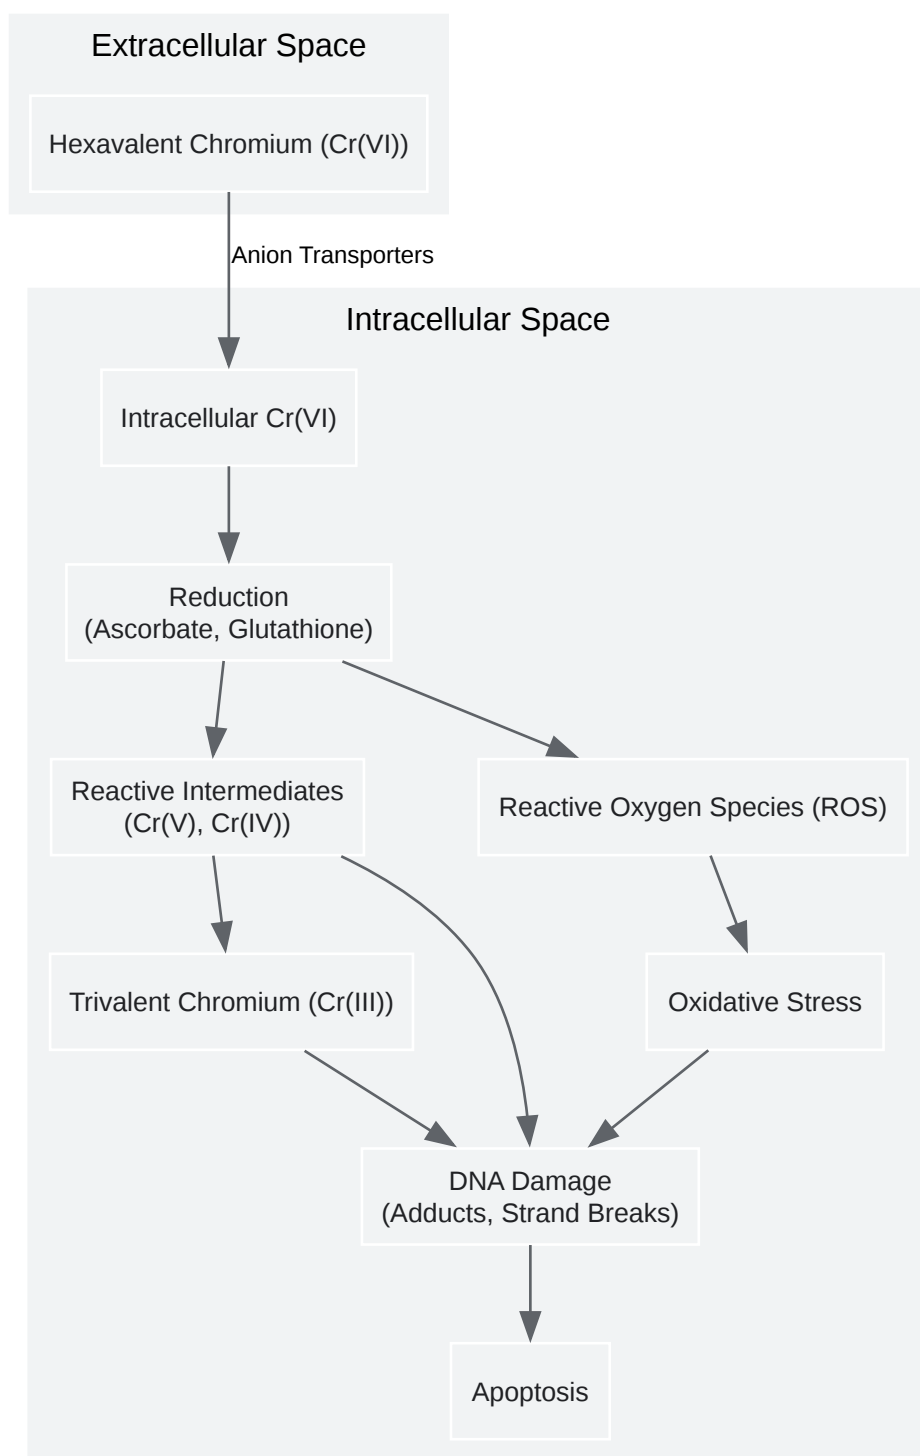 Extracellular Space
Hexavalent Chromium (Cr(VI))
Anion Transporters
Intracellular Space
Intracellular Cr(VI)
Reduction
(Ascorbate, Glutathione)
Reactive Intermediates
(Cr(V), Cr(IV))
Reactive Oxygen Species (ROS)
Trivalent Chromium (Cr(III))
Oxidative Stress
DNA Damage
(Adducts, Strand Breaks)
Apoptosis